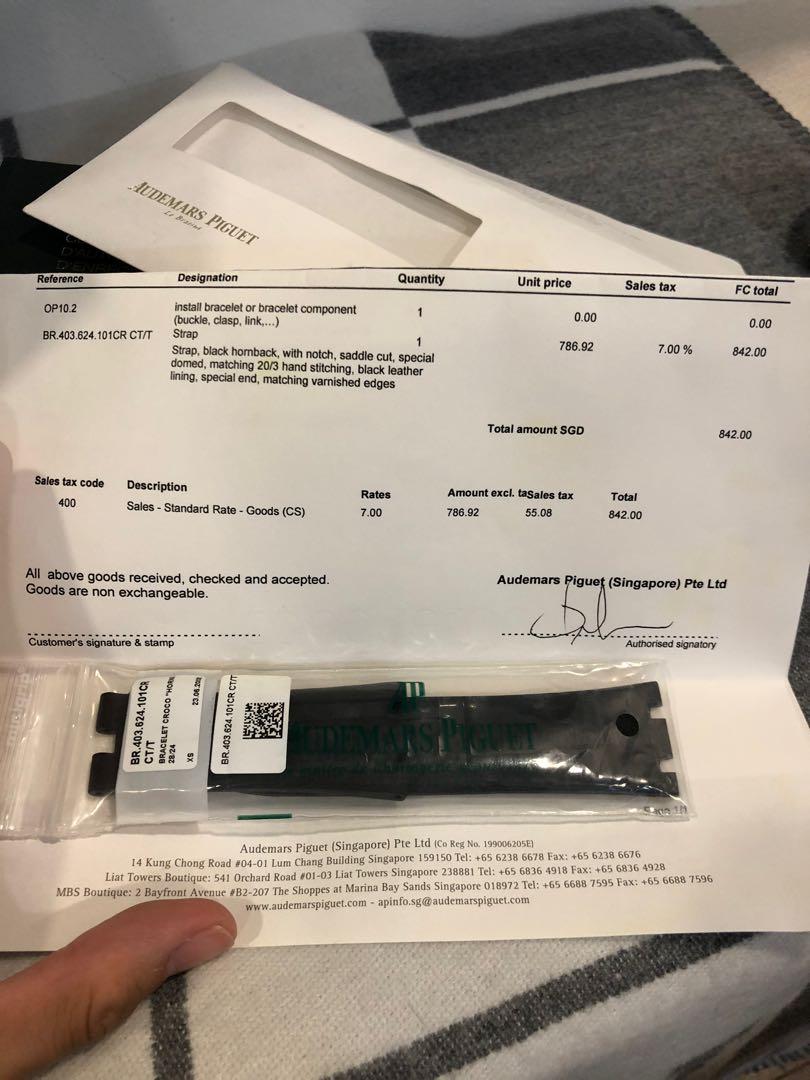 AUDEMARS PIGUET
Le Brassus
Reference Designation Quantity Unit price Sales tax FC total
OP10.2 install bracelet or bracelet component 1 0.00 0.00
(buckle, clasp, link,...)
BR.403.624.101CR CT/T Strap 1 786.92 7.00 % 842.00
Strap, black hornback, with notch, saddle cut, special
domed, matching 20/3 hand stitching, black leather
lining, special end, matching varnished edges
Total amount SGD 842.00
Sales tax code Description Rates Amount excl. taSales tax Total
400 Sales - Standard Rate - Goods (CS) 7.00 786.92 55.08 842.00
All above goods received, checked and accepted.
Goods are non exchangeable.
Audemars Piguet (Singapore) Pte Ltd
Customer's signature & stamp
Authorised signatory
BR.403.624.101CR
CT/T
BRACELET CROCO "HORN
28/24
XS
BR.403.624.101CR CT/T
AP
AUDEMARS PIGUET
Audemars Piguet (Singapore) Pte Ltd (Co Reg No. 199006205E)
14 Kung Chong Road #04-01 Lum Chang Building Singapore 159150 Tel: +65 6238 6678 Fax: +65 6238 6676
Liat Towers Boutique: 541 Orchard Road #01-03 Liat Towers Singapore 238881 Tel: +65 6836 4918 Fax: +65 6836 4928
MBS Boutique: 2 Bayfront Avenue #B2-207 The Shoppes at Marina Bay Sands Singapore 018972 Tel: +65 6688 7595 Fax: +65 6688 7596
www.audemarspiguet.com - apinfo.sg@audemarspiguet.com